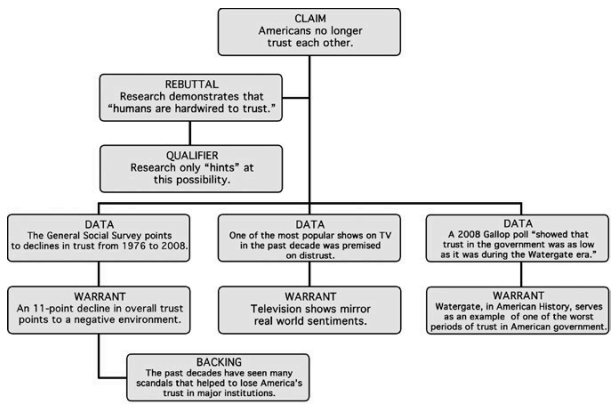 CLAIM
Americans no longer
trust each other.
REBUTTAL
Research demonstrates that
“humans are hardwired to trust.”
QUALIFIER
Research only “hints” at
this possibility.
DATA
The General Social Survey points
to declines in trust from 1976 to 2008.
DATA
One of the most popular shows on TV
in the past decade was premised
on distrust.
DATA
A 2008 Gallop poll “showed that
trust in the government was as low
as it was during the Watergate era.”
WARRANT
An 11-point decline in overall trust
points to a negative environment.
WARRANT
Television shows mirror
real world sentiments.
WARRANT
Watergate, in American History, serves
as an example of one of the worst
periods of trust in American government.
BACKING
The past decades have seen many
scandals that helped to lose America’s
trust in major institutions.